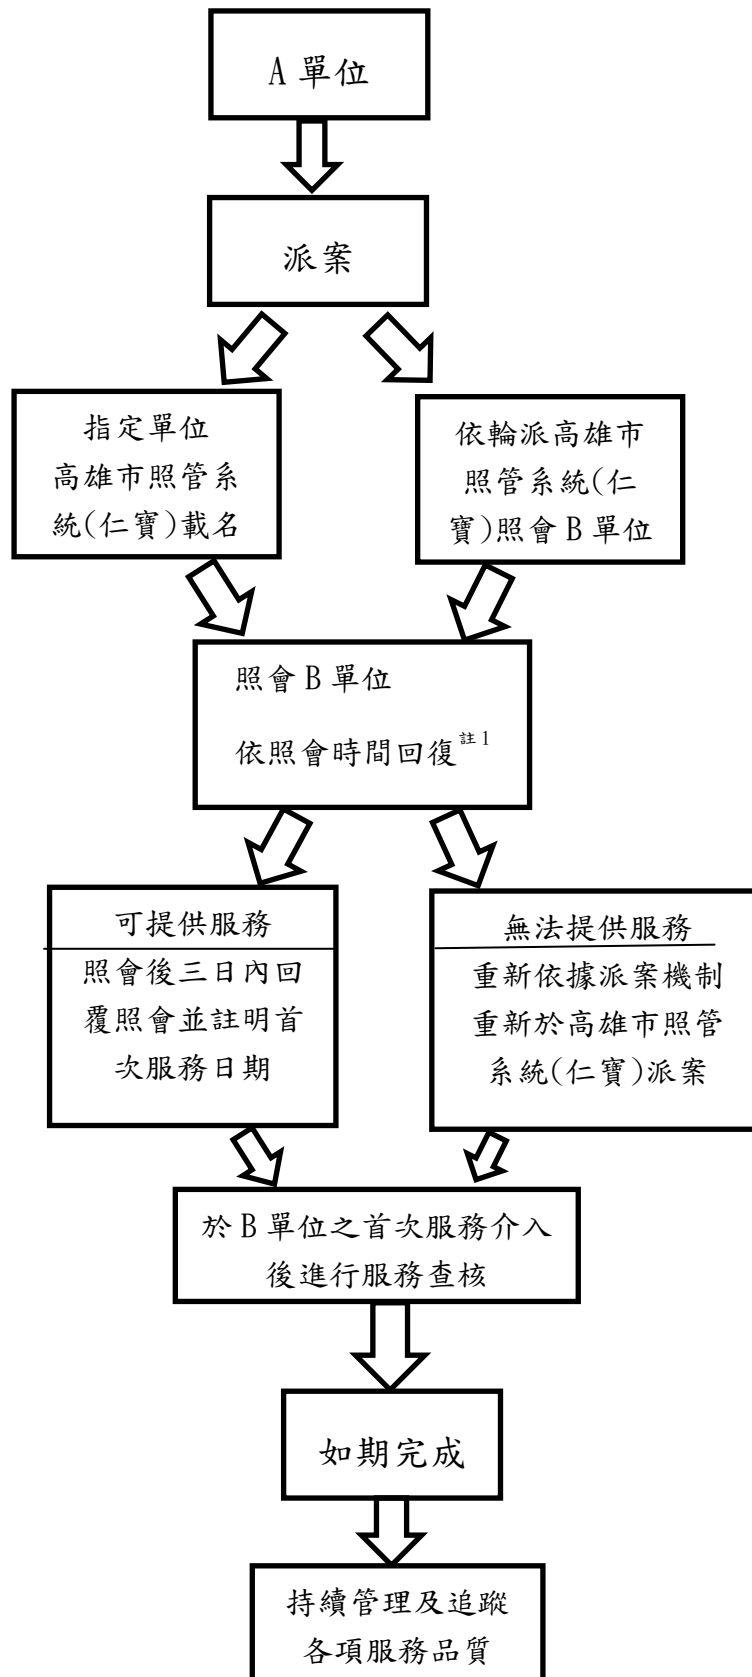 A 單位
派案
指定單位
高雄市照管系
統(仁寶)載名
依輪派高雄市
照管系統(仁
寶)照會 B 單位
照會 B 單位
依照會時間回復註1
可提供服務
照會後三日內回
覆照會並註明首
次服務日期
無法提供服務
重新依據派案機制
重新於高雄市照管
系統(仁寶)派案
於 B 單位之首次服務介入
後進行服務查核
如期完成
持續管理及追蹤
各項服務品質